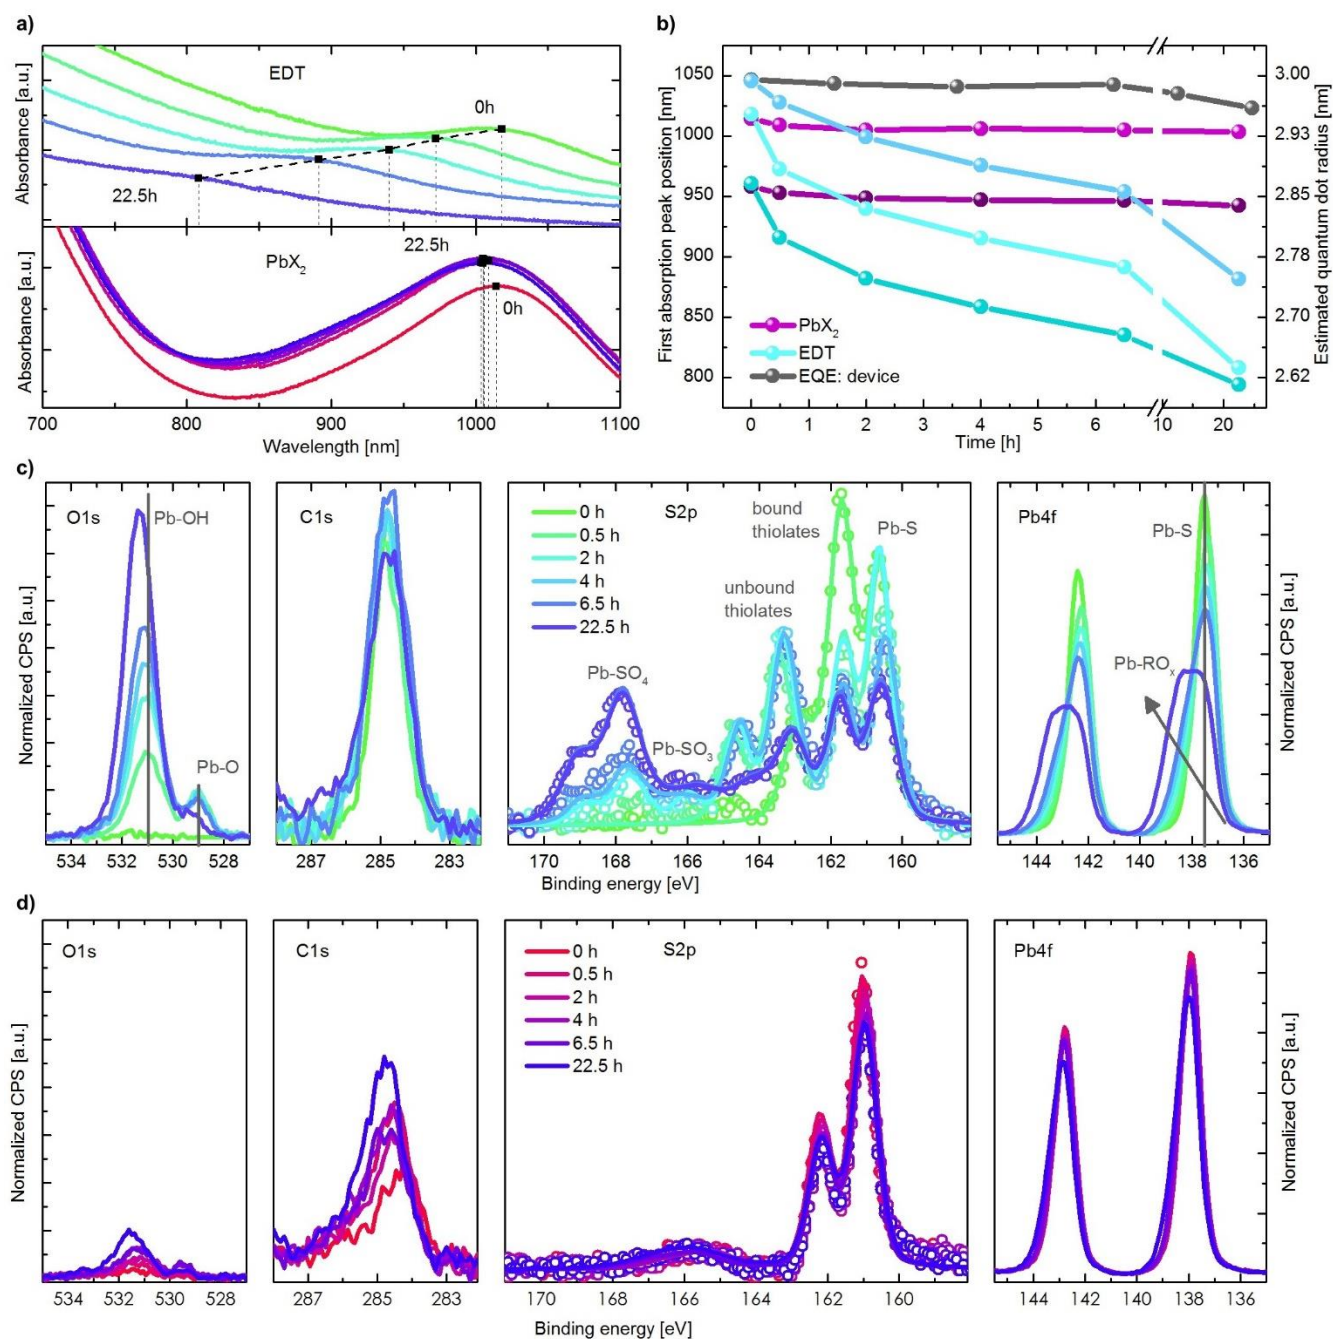 a)
EDT
0h
22.5h
Absorbance [a.u.]
PbX2
22.5h
0h
Absorbance [a.u.]
700 800 900 1000 1100
Wavelength [nm]
b)
1050
1000
950
900
850
800
First absorption peak position [nm]
3.00
2.93
2.85
2.78
2.70
2.62
Estimated quantum dot radius [nm]
PbX2
EDT
EQE: device
0 1 2 3 4 5 6 7 10 20
Time [h]
c)
Normalized CPS [a.u.]
O1s
Pb-OH
Pb-O
534 531 528
C1s
287 285 283
S2p
0 h
0.5 h
2 h
4 h
6.5 h
22.5 h
bound
thiolates
Pb-S
unbound
thiolates
Pb-SO4
Pb-SO3
170 168 166 164 162 160
Pb4f
Pb-S
Pb-ROx
144 142 140 138 136
Normalized CPS [a.u.]
Binding energy [eV]
d)
Normalized CPS [a.u.]
O1s
534 532 530 528
C1s
287 285 283
S2p
0 h
0.5 h
2 h
4 h
6.5 h
22.5 h
170 168 166 164 162 160
Pb4f
144 142 140 138 136
Normalized CPS [a.u.]
Binding energy [eV]